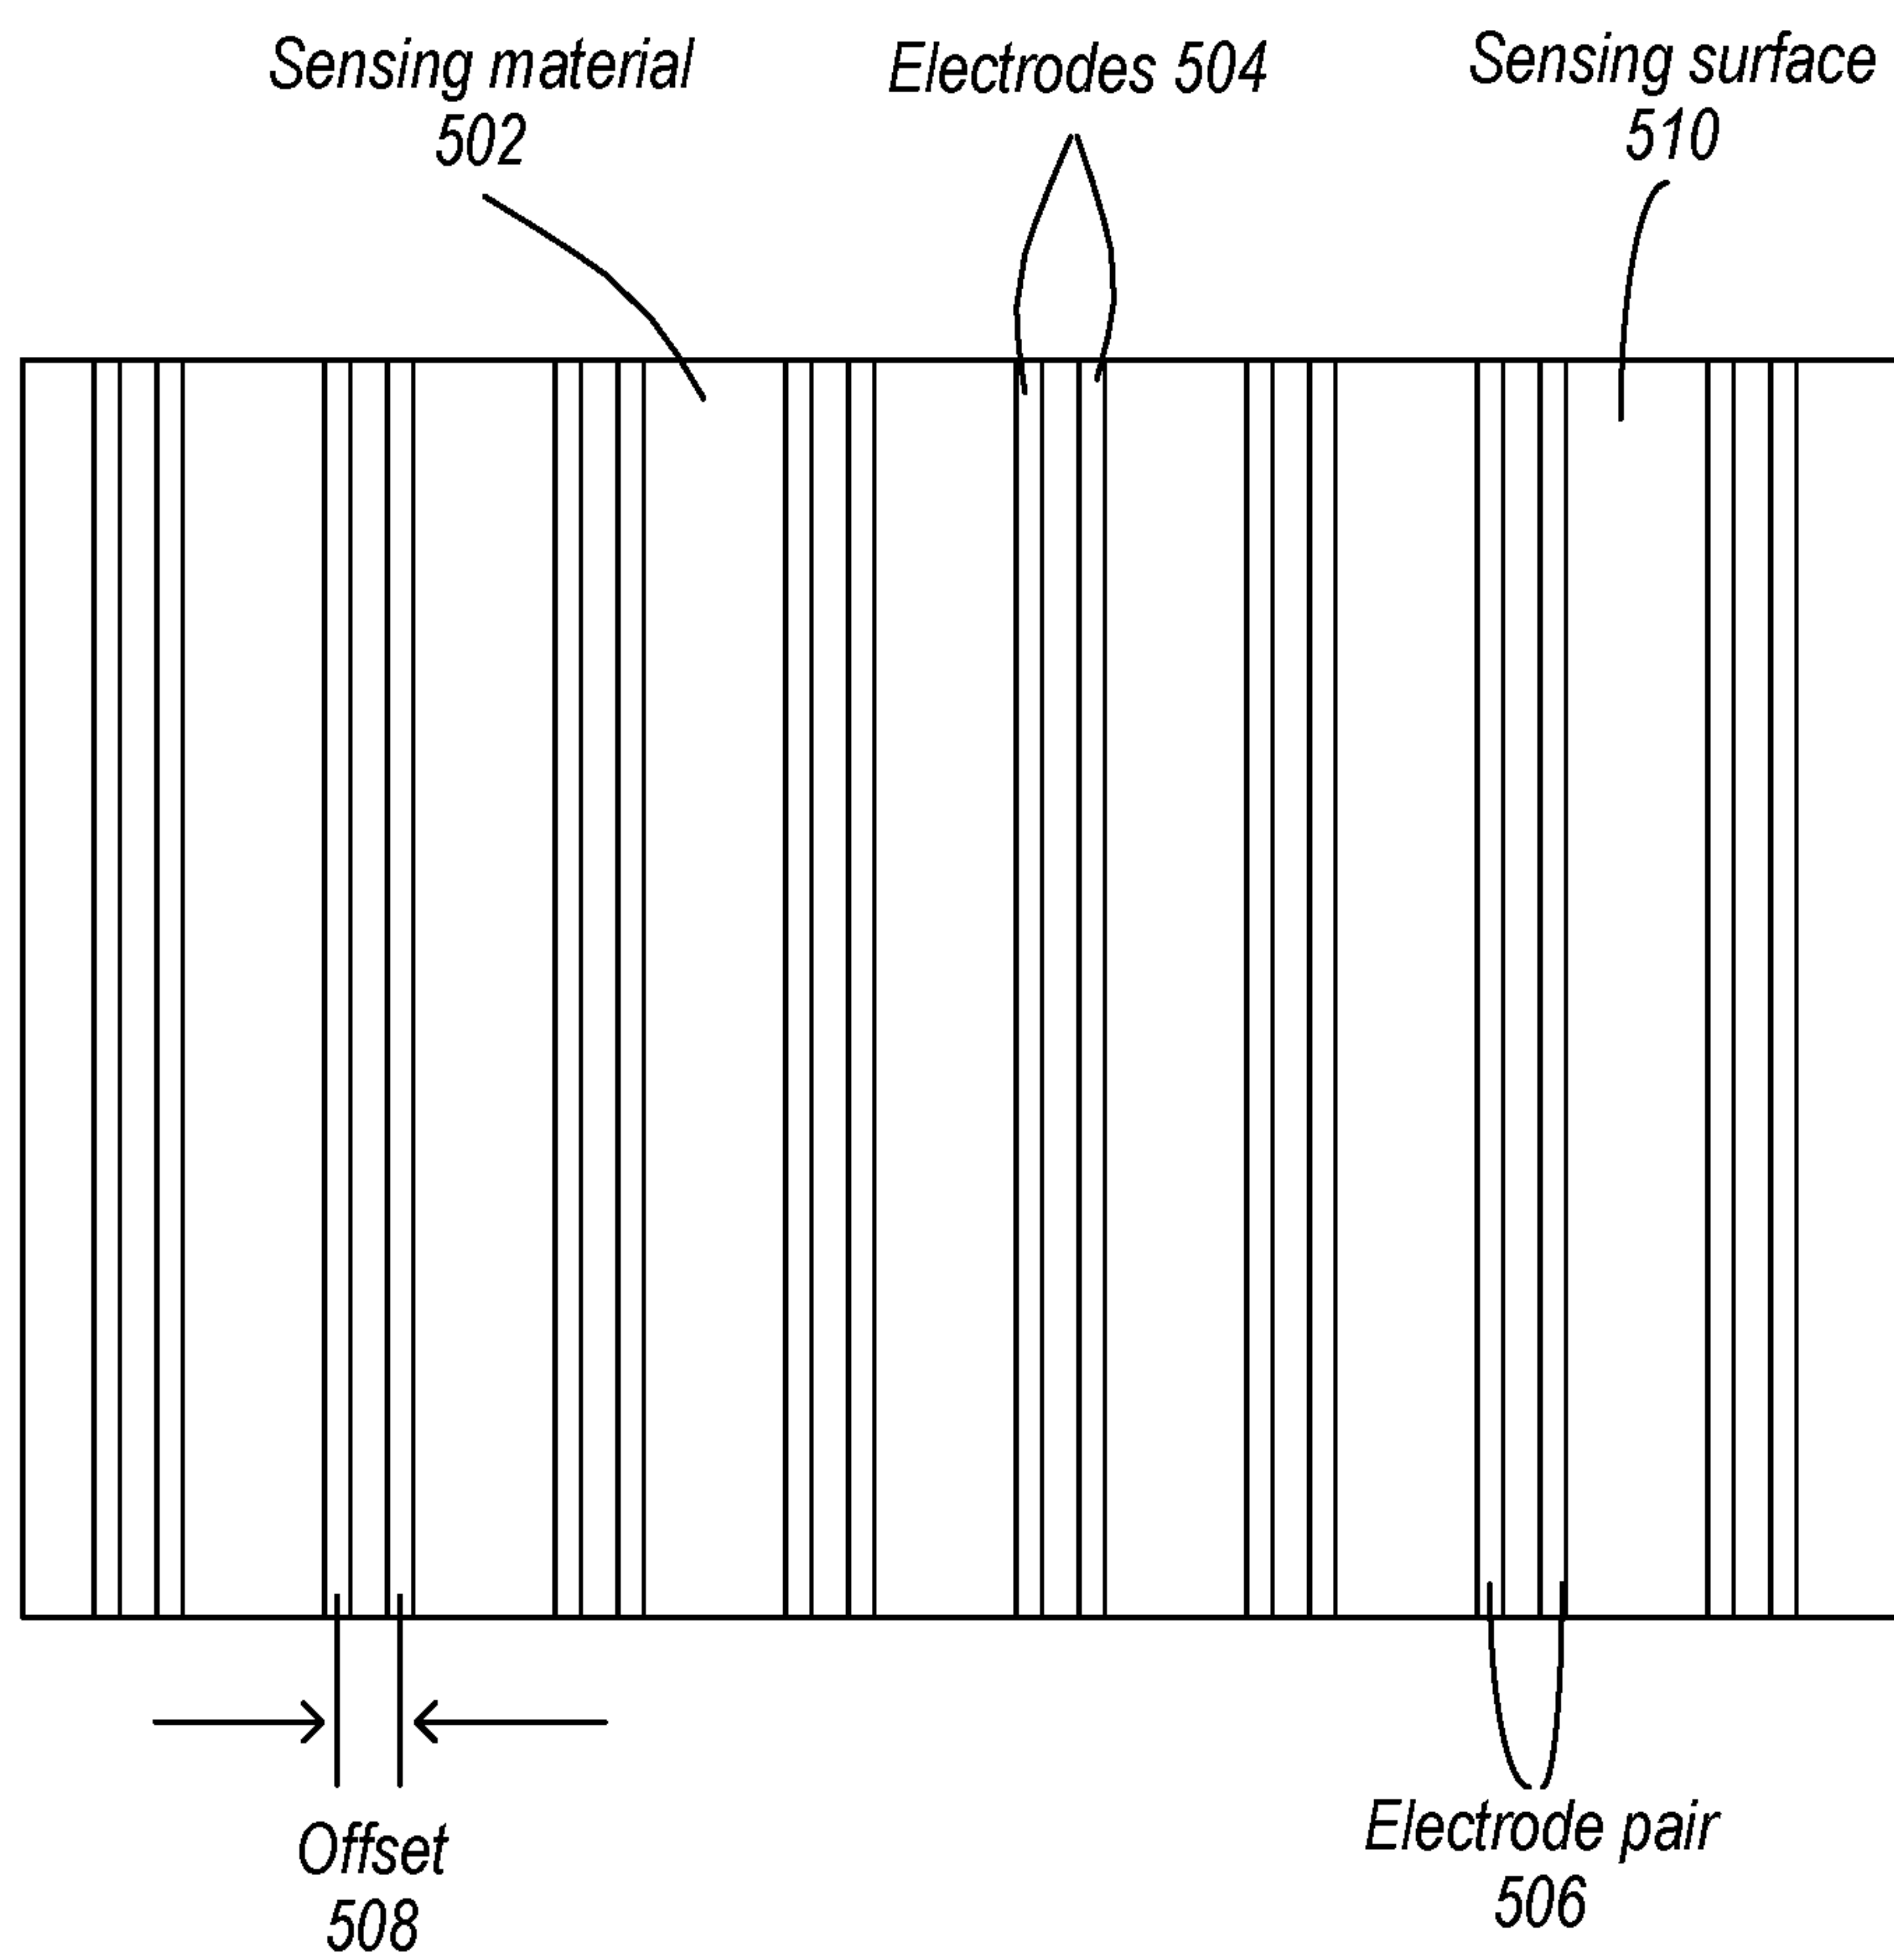 Sensing material
502
Electrodes 504
Sensing surface
510
Offset
508
Electrode pair
506